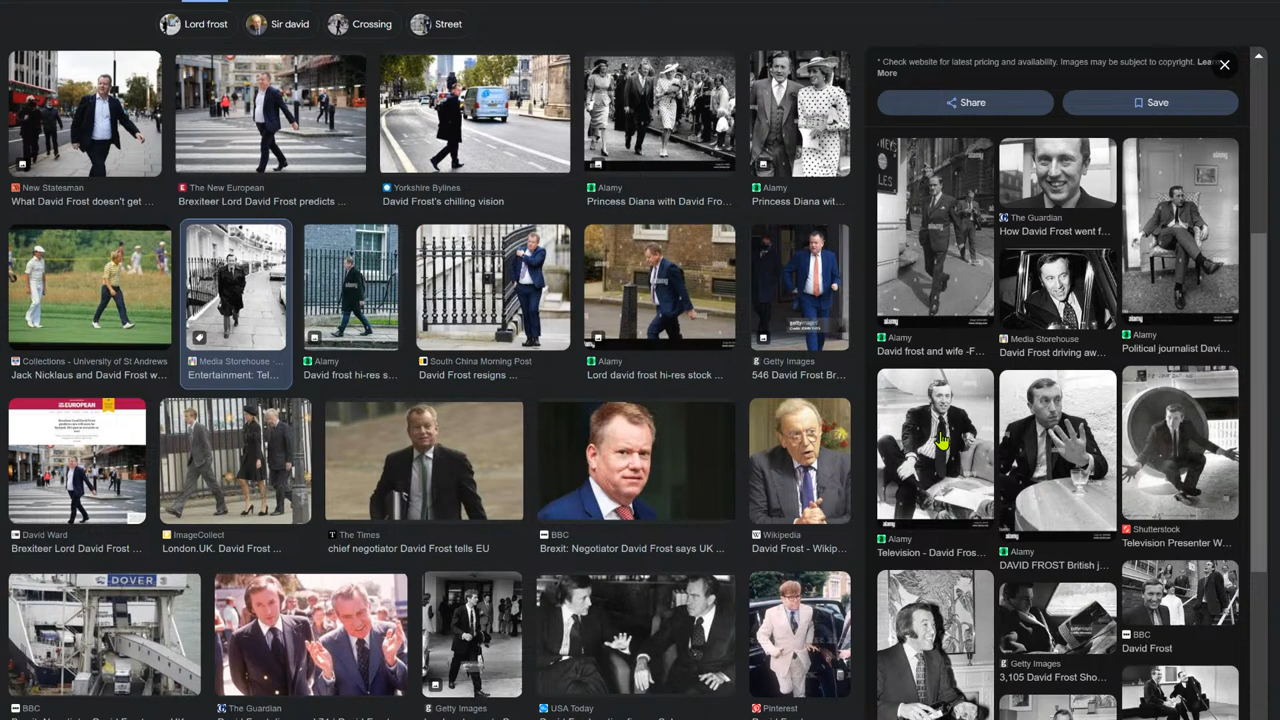 Lord frost
Sir david
Crossing
Street
New Statesman
What David Frost doesn't get ...
The New European
Brexiteer Lord David Frost predicts ...
Yorkshire Bylines
David Frost's chilling vision
Alamy
Princess Diana with David Fro...
Alamy
Princess Diana wit...
Collections - University of St Andrews
Jack Nicklaus and David Frost w...
Media Storehouse -...
Entertainment: Tel...
Alamy
David frost hi-res s...
South China Morning Post
David Frost resigns ...
Alamy
Lord david frost hi-res stock ...
gettyimages
Getty Images
546 David Frost Br...
EUROPEAN
David Ward
Brexiteer Lord David Frost ...
ImageCollect
London.UK. David Frost ...
The Times
chief negotiator David Frost tells EU
BBC
Brexit: Negotiator David Frost says UK ...
Wikipedia
David Frost - Wikip...
DOVER
BBC
The Guardian
Getty Images
USA Today
Pinterest
* Check website for latest pricing and availability. Images may be subject to copyright. Lear
More
Share
Save
alamy
Alamy
David frost and wife -F...
The Guardian
How David Frost went f...
Media Storehouse
David Frost driving aw...
alamy
Alamy
Political journalist Davi...
alamy
Alamy
Television - David Fros...
alamy
Alamy
DAVID FROST British j...
Shutterstock
Television Presenter W...
Getty Images
3,105 David Frost Sho...
BBC
David Frost